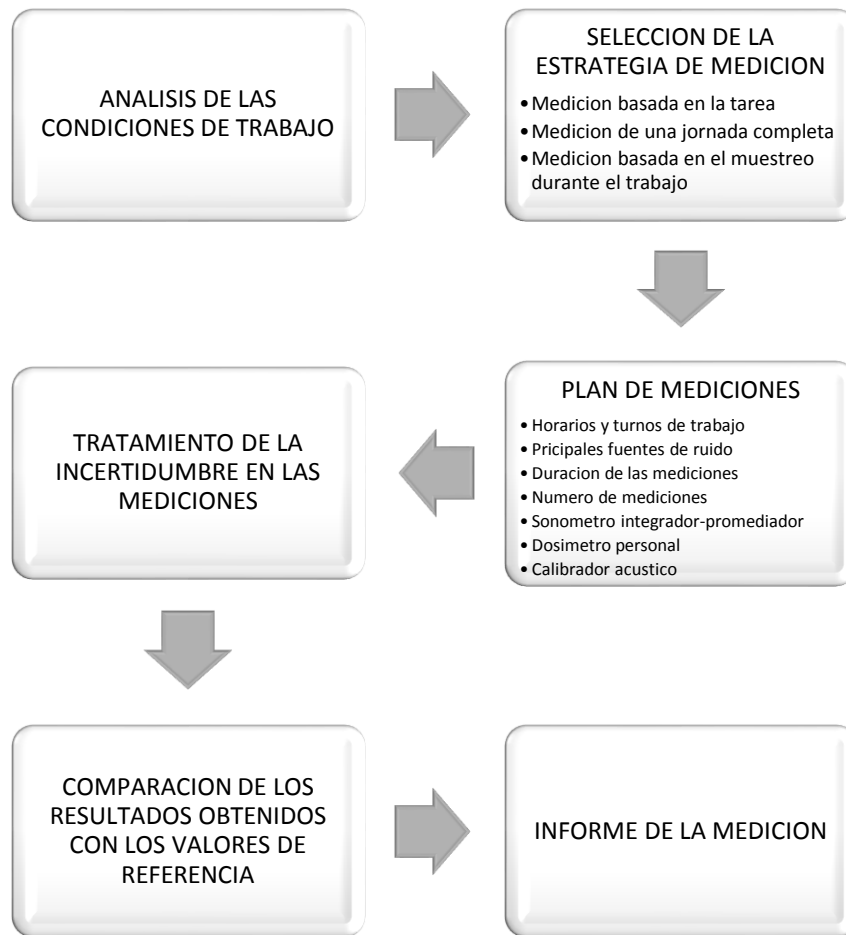 ANALISIS DE LAS
CONDICIONES DE TRABAJO
SELECCION DE LA
ESTRATEGIA DE MEDICION
• Medicion basada en la tarea
• Medicion de una jornada completa
• Medicion basada en el muestreo
durante el trabajo
PLAN DE MEDICIONES
• Horarios y turnos de trabajo
• Pricipales fuentes de ruido
• Duracion de las mediciones
• Numero de mediciones
• Sonometro integrador-promediador
• Dosimetro personal
• Calibrador acustico
TRATAMIENTO DE LA
INCERTIDUMBRE EN LAS
MEDICIONES
COMPARACION DE LOS
RESULTADOS OBTENIDOS
CON LOS VALORES DE
REFERENCIA
INFORME DE LA MEDICION